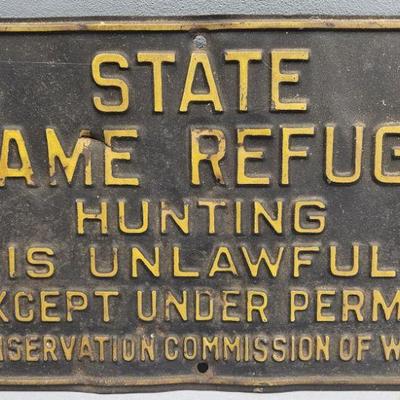 STATE
AME REFUG
HUNTING
IS UNLAWFUL
XCEPT UNDER PERM
NSERVATION COMMISSION OF W